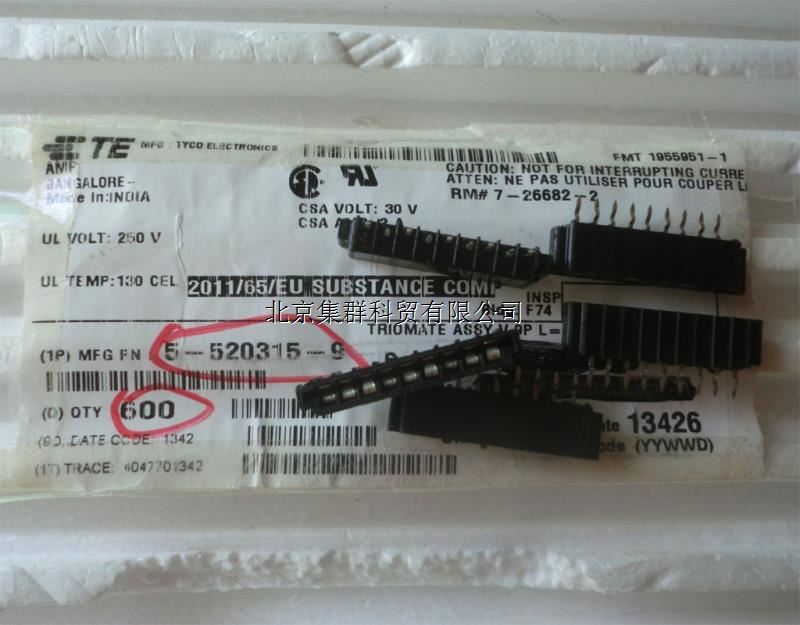 TE MFG : TYCO ELECTRONICS
FMT 1955951-1
AMP
BANGALORE-
Made In:INDIA
CAUTION: NOT FOR INTERRUPTING CURRE
ATTEN: NE PAS UTILISER POUR COUPER
RM# 7-26682-2
CSA VOLT: 30 V
CSA
UL VOLT: 250 V
UL TEMP:130 CEL
2011/65/EU SUBSTANCE COMP
北京集群科贸有限公司
INSP
F74
TRIOMATE ASSY V
L=
(1P) MFG PN : 5-520315-9
(Q) QTY 600
13426
(9D) DATE CODE: 1342
(YYWWD)
(1T) TRACE: 4047701342